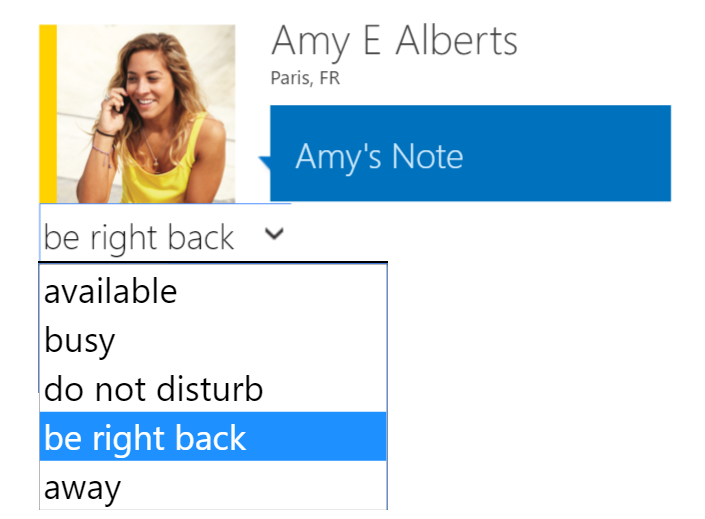 Amy E Alberts
Paris, FR
Amy's Note
be right back
available
busy
do not disturb
be right back
away